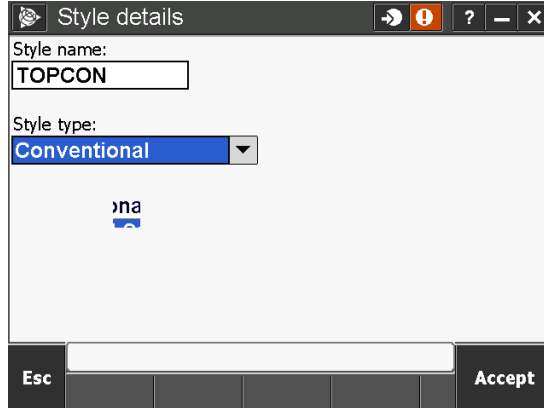 Style details
?
Style name:
TOPCON
Style type:
Conventional
Esc
Accept